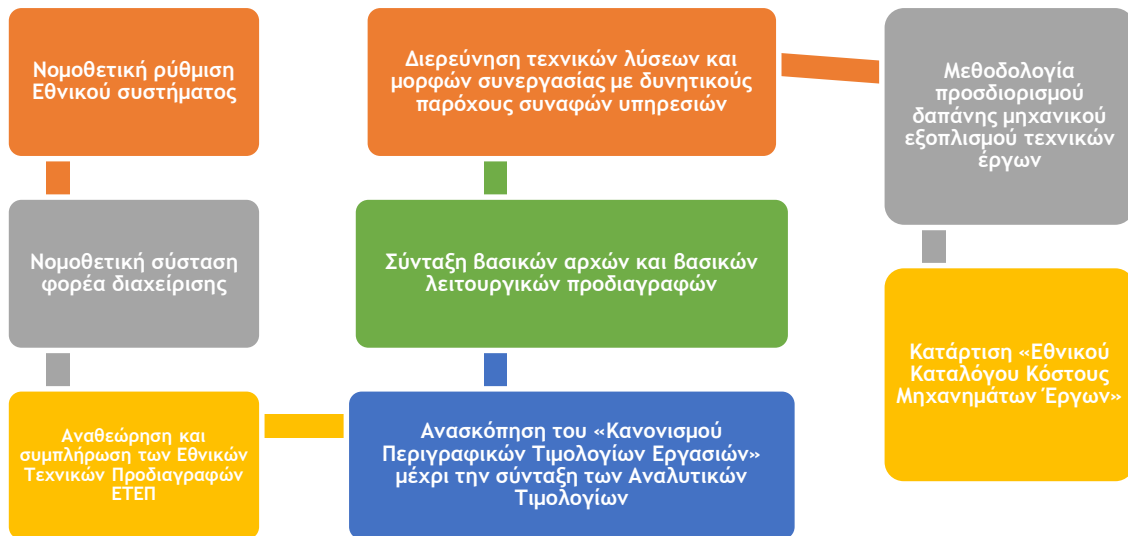 Νομοθετική ρύθμιση
Εθνικού συστήματος
Νομοθετική σύσταση
φορέα διαχείρισης
Αναθεώρηση και
συμπλήρωση των Εθνικών
Τεχνικών Προδιαγραφών
ΕΤΕΠ
Ανασκόπηση του «Κανονισμού
Περιγραφικών Τιμολογίων Εργασιών»
μέχρι την σύνταξη των Αναλυτικών
Τιμολογίων
Σύνταξη βασικών αρχών και βασικών
λειτουργικών προδιαγραφών
Διερεύνηση τεχνικών λύσεων και
μορφών συνεργασίας με δυνητικούς
παρόχους συναφών υπηρεσιών
Μεθοδολογία
προσδιορισμού
δαπάνης μηχανικού
εξοπλισμού τεχνικών
έργων
Κατάρτιση «Εθνικού
Καταλόγου Κόστους
Μηχανημάτων Έργων»